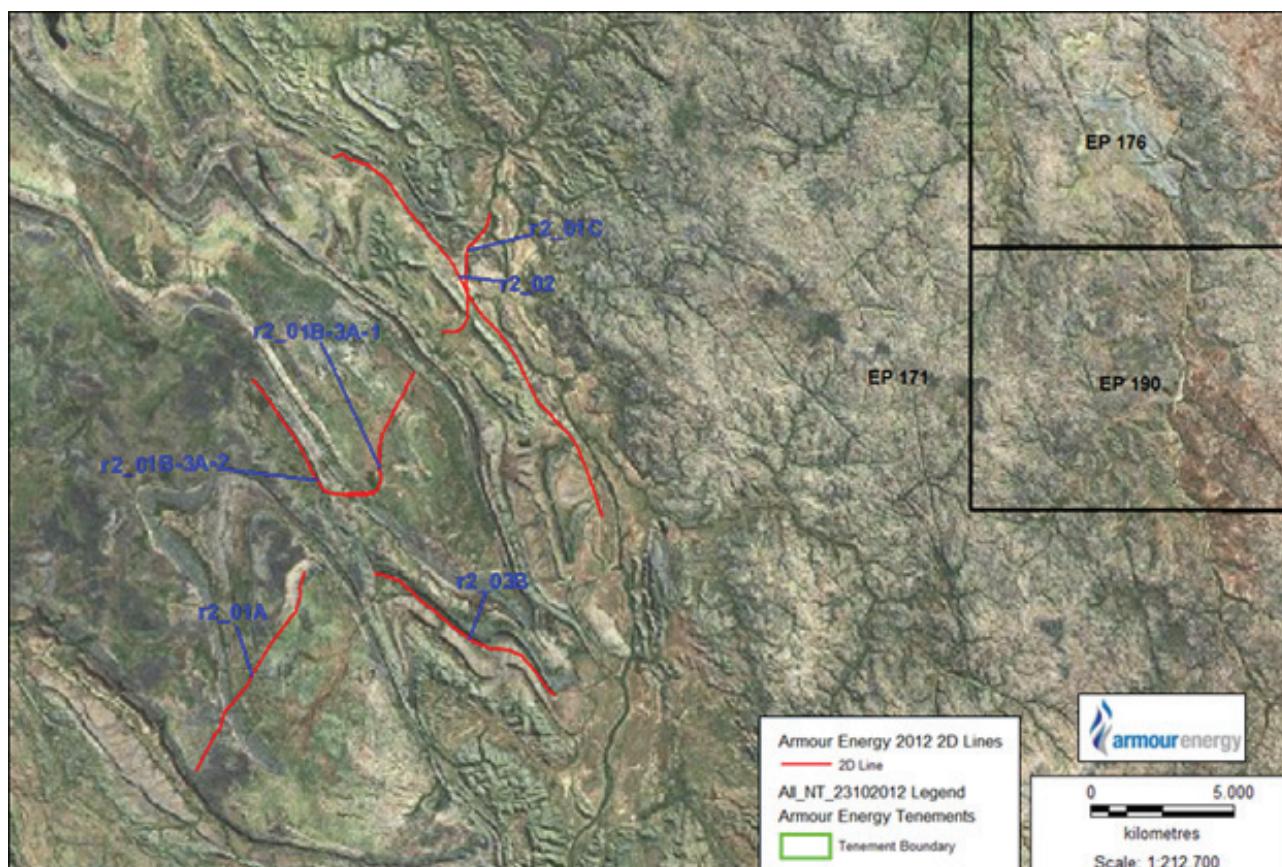 EP 176
r2_01C
r2_02
r2_01B-3A-1
EP 171
EP 190
r2_01B-3A-2
r2_03B
r2_01A
Armour Energy 2012 2D Lines
2D Line
All_NT_23102012 Legend
Armour Energy Tenements
Tenement Boundary
armourenergy
0 5,000
kilometres
Scale: 1:212,700